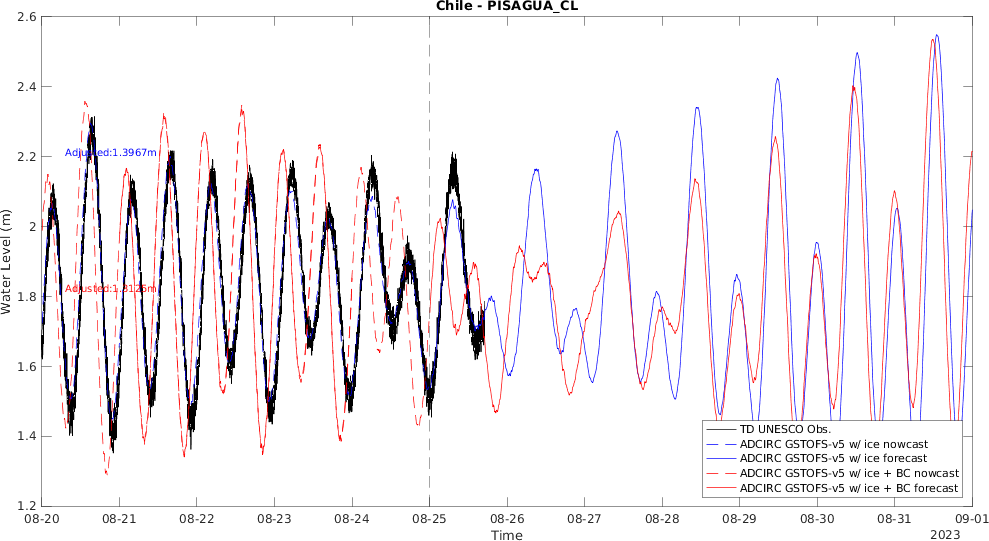 Chile - PISAGUA_CL
2.6
2.4
2.2
2
1.8
1.6
1.4
1.2
Water Level (m)
Adjusted:1.3967m
Adjusted:1.8126m
TD UNESCO Obs.
ADCIRC GSTOFS-v5 w/ ice nowcast
ADCIRC GSTOFS-v5 w/ ice forecast
ADCIRC GSTOFS-v5 w/ ice + BC nowcast
ADCIRC GSTOFS-v5 w/ ice + BC forecast
08-20 08-21 08-22 08-23 08-24 08-25 08-26 08-27 08-28 08-29 08-30 08-31 09-01
Time
2023